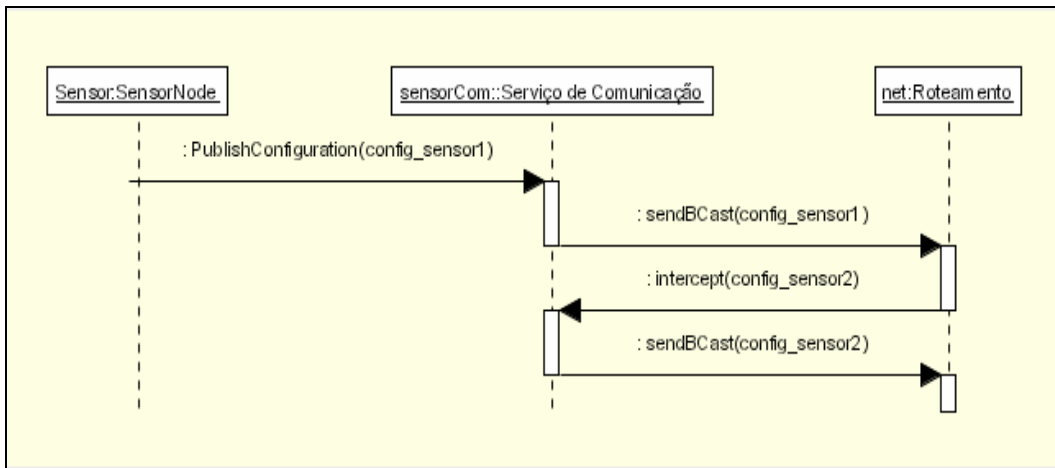 Sensor:SensorNode
sensorCom::Serviço de Comunicação
net:Roteamento
: PublishConfiguration(config_sensor1)
: sendBCast(config_sensor1)
: intercept(config_sensor2)
: sendBCast(config_sensor2)